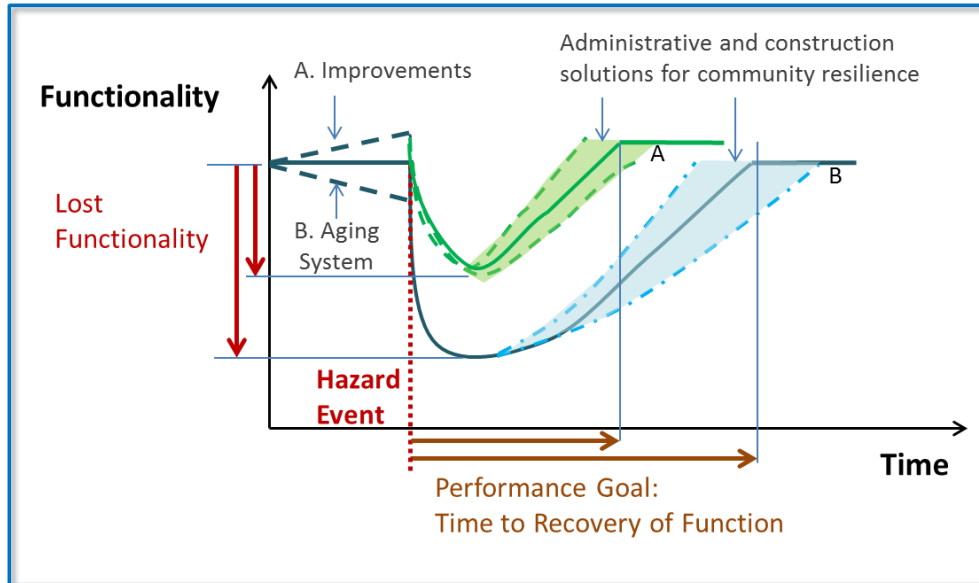 Administrative and construction
solutions for community resilience
A. Improvements
Functionality
A
B
Lost
Functionality
B. Aging
System
Hazard
Event
Time
Performance Goal:
Time to Recovery of Function